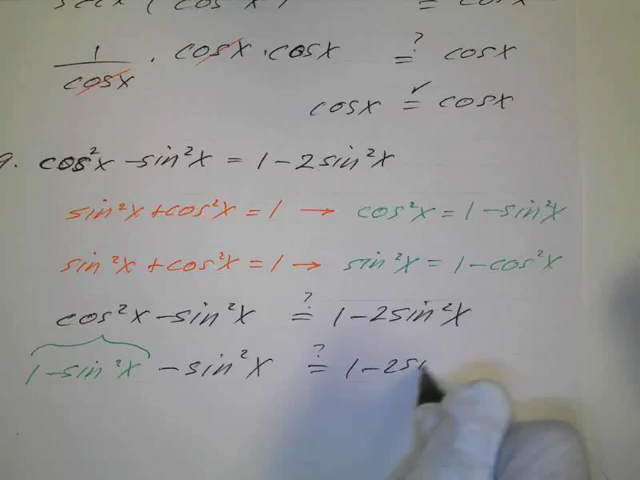 1/cosx · cosx · cosx =? cosx
cosx =✓ cosx
9. cos²x - sin²x = 1 - 2sin²x
sin²x + cos²x = 1 → cos²x = 1 - sin²x
sin²x + cos²x = 1 → sin²x = 1 - cos²x
cos²x - sin²x =? 1 - 2sin²x
1 - sin²x - sin²x =? 1 - 2si